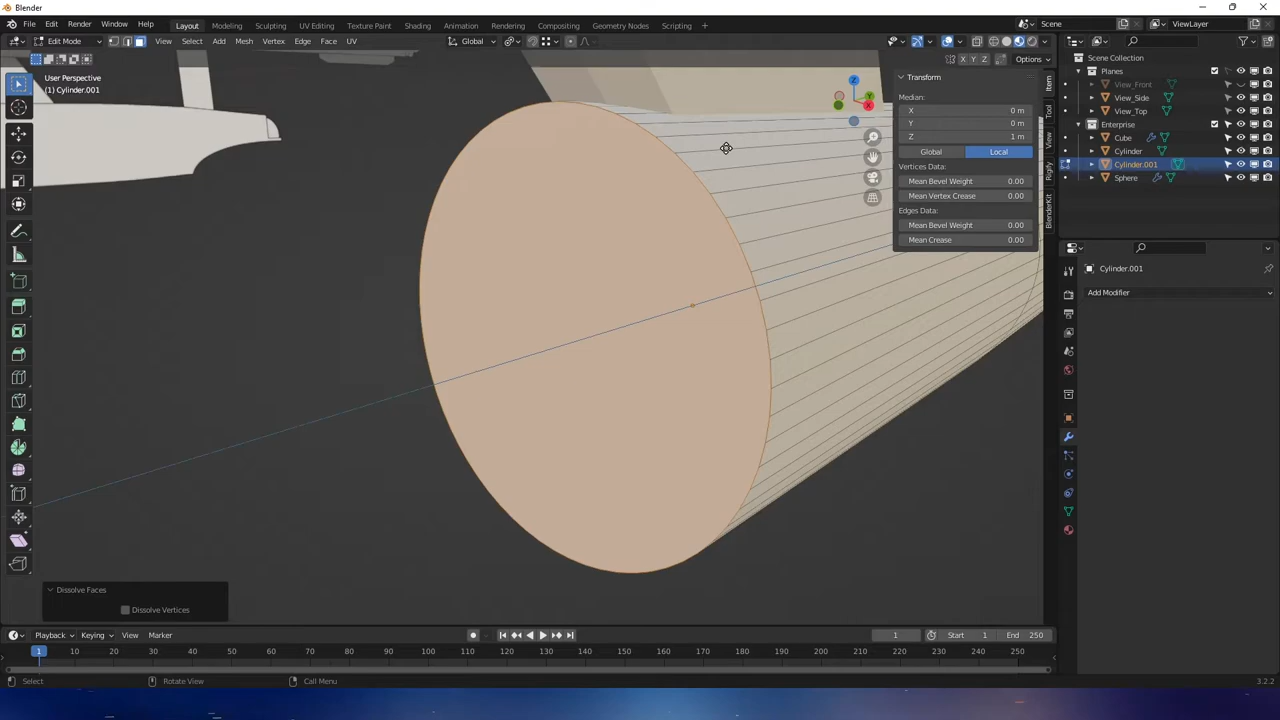 Blender
File Edit Render Window Help
Layout Modeling Sculpting UV Editing Texture Paint Shading Animation Rendering Compositing Geometry Nodes Scripting +
Scene ViewLayer
Edit Mode View Select Add Mesh Vertex Edge Face UV Global
X Y Z Options
User Perspective
(1) Cylinder.001
Transform
Median:
X 0 m
Y 0 m
Z 1 m
Global Local
Vertices Data:
Mean Bevel Weight 0.00
Mean Vertex Crease 0.00
Edges Data:
Mean Bevel Weight 0.00
Mean Crease 0.00
Z
Y
X
Item
Tool
View
Rigify
BlenderKit
Scene Collection
Planes
View_Front
View_Side
View_Top
Enterprise
Cube
Cylinder
Cylinder.001
Sphere
Cylinder.001
Add Modifier
Dissolve Faces
Dissolve Vertices
Playback Keying View Marker 1 Start 1 End 250
1 10 20 30 40 50 60 70 80 90 100 110 120 130 140 150 160 170 180 190 200 210 220 230 240 250
Select Rotate View Call Menu 3.2.2